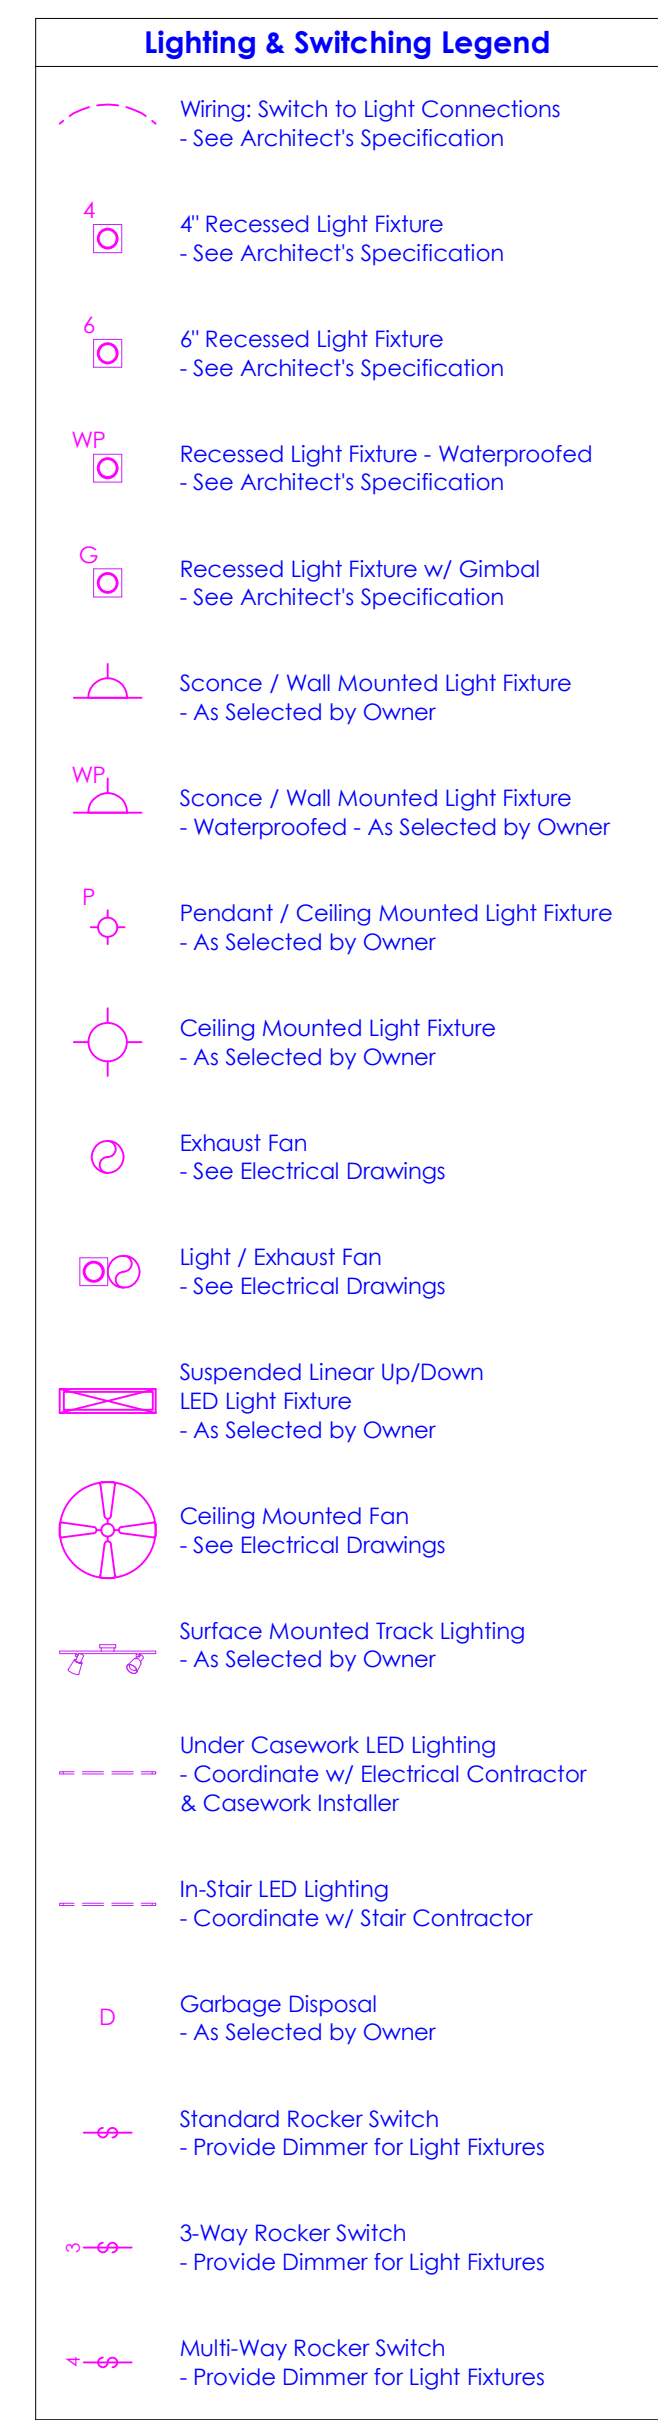 Lighting & Switching Legend
Wiring: Switch to Light Connections
- See Architect's Specification
4
4" Recessed Light Fixture
- See Architect's Specification
6
6" Recessed Light Fixture
- See Architect's Specification
WP
Recessed Light Fixture - Waterproofed
- See Architect's Specification
G
Recessed Light Fixture w/ Gimbal
- See Architect's Specification
Sconce / Wall Mounted Light Fixture
- As Selected by Owner
WP
Sconce / Wall Mounted Light Fixture
- Waterproofed - As Selected by Owner
P
Pendant / Ceiling Mounted Light Fixture
- As Selected by Owner
Ceiling Mounted Light Fixture
- As Selected by Owner
Exhaust Fan
- See Electrical Drawings
Light / Exhaust Fan
- See Electrical Drawings
Suspended Linear Up/Down
LED Light Fixture
- As Selected by Owner
Ceiling Mounted Fan
- See Electrical Drawings
Surface Mounted Track Lighting
- As Selected by Owner
Under Casework LED Lighting
- Coordinate w/ Electrical Contractor
& Casework Installer
In-Stair LED Lighting
- Coordinate w/ Stair Contractor
D
Garbage Disposal
- As Selected by Owner
S
Standard Rocker Switch
- Provide Dimmer for Light Fixtures
3 S
3-Way Rocker Switch
- Provide Dimmer for Light Fixtures
4 S
Multi-Way Rocker Switch
- Provide Dimmer for Light Fixtures